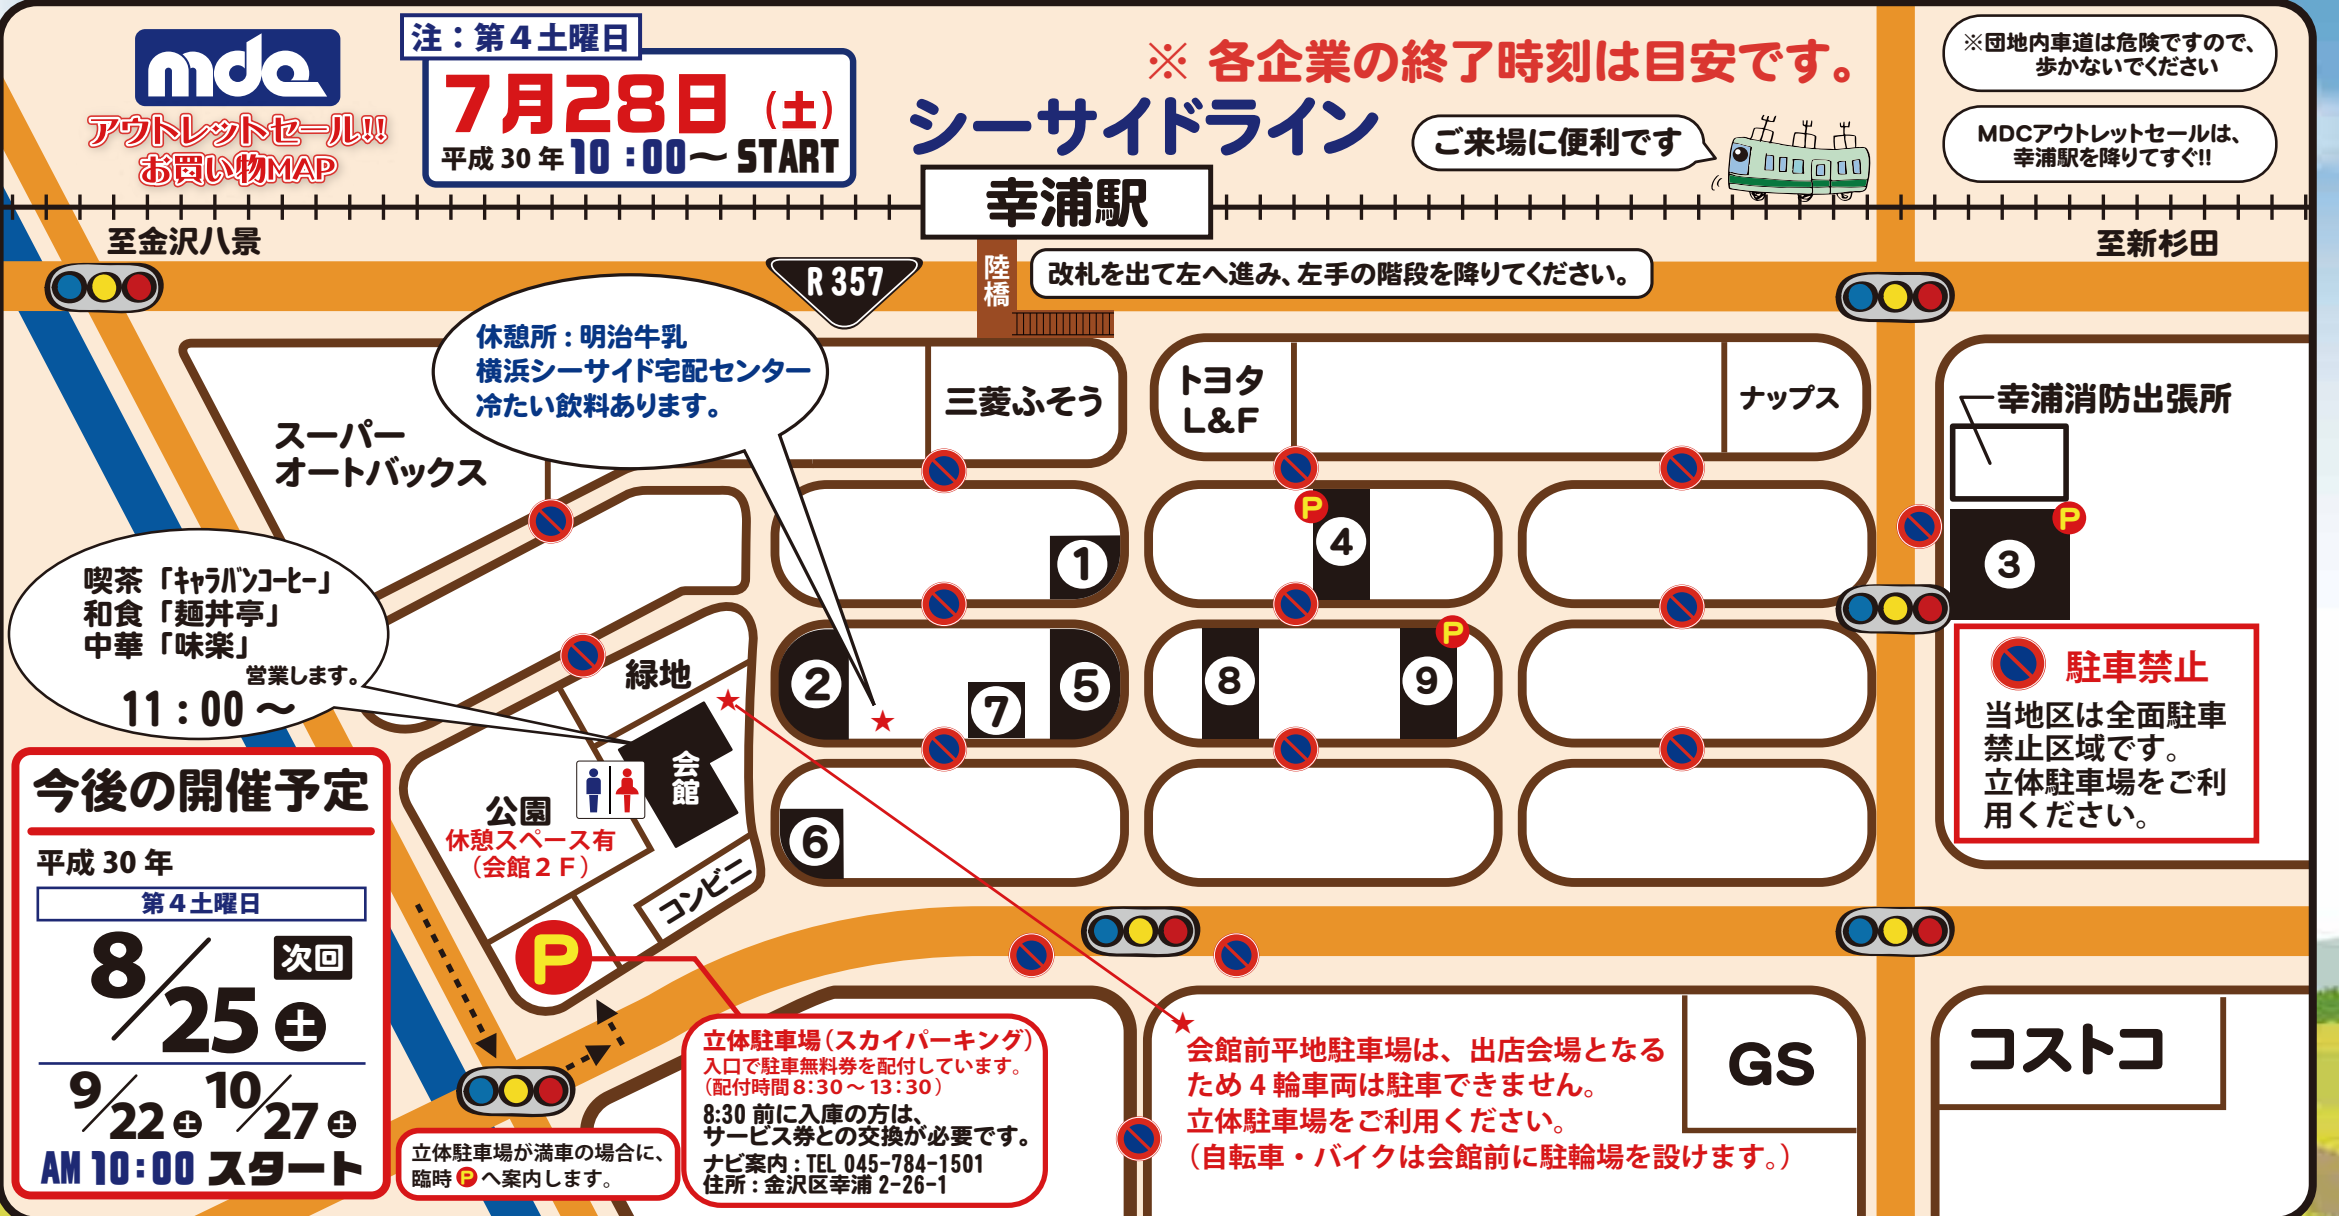 mdc
アウトレットセール!!
お買い物MAP
注：第４土曜日
7月28日（土）
平成30年10：00～START
※ 各企業の終了時刻は目安です。
シーサイドライン
ご来場に便利です
※団地内車道は危険ですので、
歩かないでください
MDCアウトレットセールは、
幸浦駅を降りてすぐ!!
幸浦駅
至金沢八景
至新杉田
R 357
陸橋
改札を出て左へ進み、左手の階段を降りてください。
休憩所：明治牛乳
横浜シーサイド宅配センター
冷たい飲料あります。
スーパー
オートバックス
三菱ふそう
トヨタ
L&F
ナップス
幸浦消防出張所
喫茶「ｷｬﾗﾊﾞﾝｺｰﾋｰ」
和食「麺丼亭」
中華「味楽」
営業します。
11：00～
①
P
④
P
③
②
⑦
⑤
⑧
P
⑨
⑥
緑地
会館
公園
休憩スペース有
（会館２Ｆ）
コンビニ
P
駐車禁止
当地区は全面駐車
禁止区域です。
立体駐車場をご利
用ください。
今後の開催予定
平成30年
第４土曜日
8/25土
次回
9/22土 10/27土
AM 10：00 スタート
立体駐車場が満車の場合に、
臨時Pへ案内します。
立体駐車場（スカイパーキング）
入口で駐車無料券を配付しています。
（配付時間8：30～13：30）
8:30前に入庫の方は、
サービス券との交換が必要です。
ナビ案内：TEL 045-784-1501
住所：金沢区幸浦2-26-1
会館前平地駐車場は、出店会場となる
ため4輪車両は駐車できません。
立体駐車場をご利用ください。
（自転車・バイクは会館前に駐輪場を設けます。）
GS
コストコ